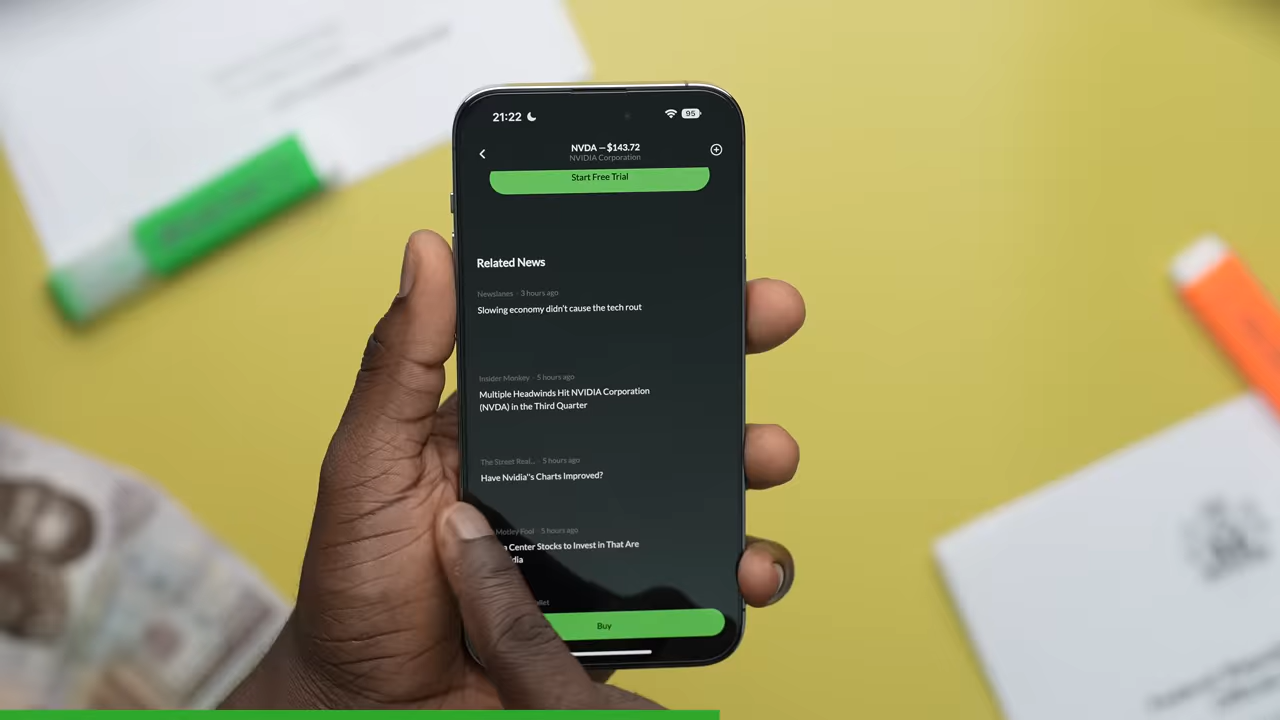 21:22
95
NVDA – $143.72
NVIDIA Corporation
Start Free Trial
Related News
Newslanes · 3 hours ago
Slowing economy didn't cause the tech rout
Insider Monkey · 5 hours ago
Multiple Headwinds Hit NVIDIA Corporation
(NVDA) in the Third Quarter
The Street Real... · 5 hours ago
Have Nvidia"s Charts Improved?
Motley Fool · 5 hours ago
Center Stocks to Invest in That Are
Buy